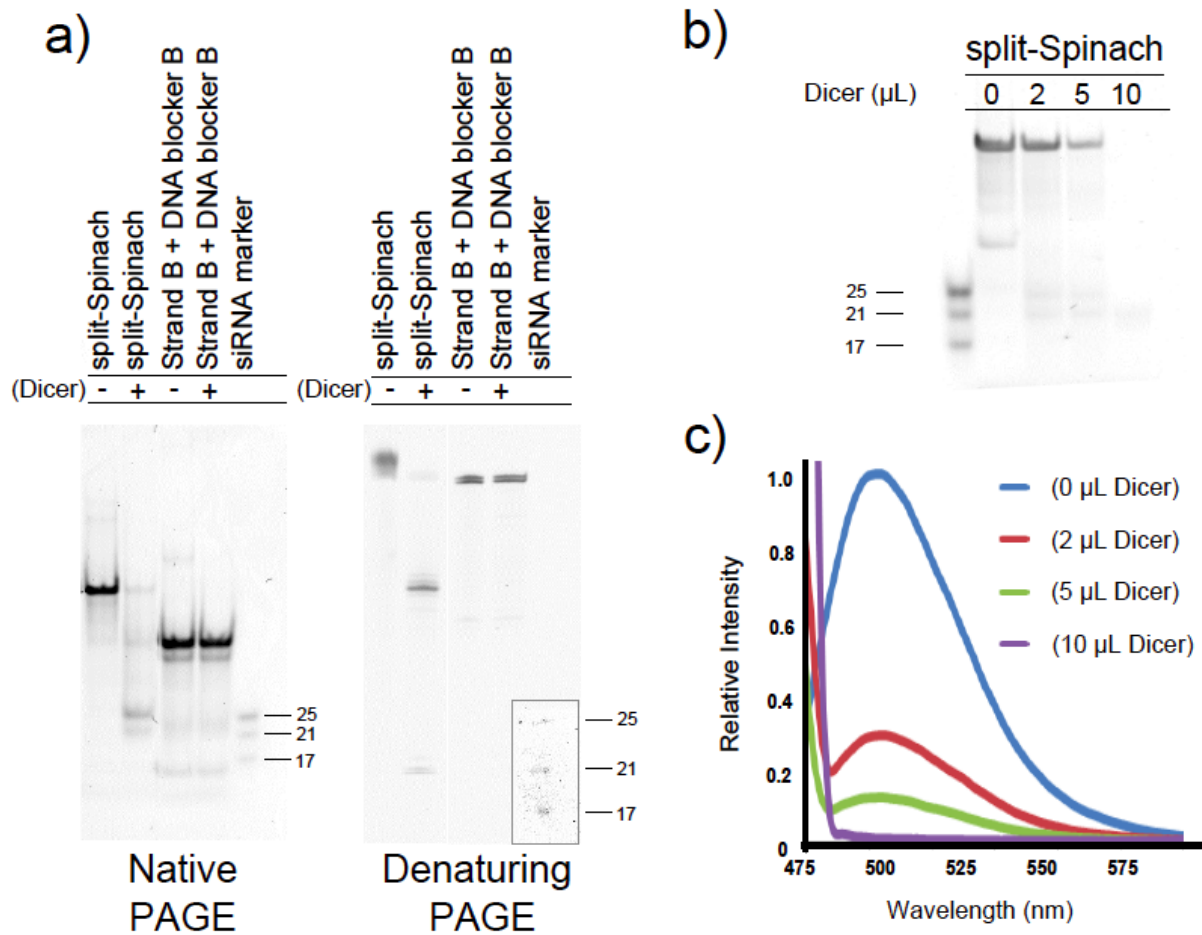 a)
split-Spinach
split-Spinach
Strand B + DNA blocker B
Strand B + DNA blocker B
siRNA marker
(Dicer) - + - +
25
21
17
Native
PAGE
split-Spinach
split-Spinach
Strand B + DNA blocker B
Strand B + DNA blocker B
siRNA marker
(Dicer) - + - +
25
21
17
Denaturing
PAGE
b)
split-Spinach
Dicer (µL) 0 2 5 10
25
21
17
c)
1.0
0.8
0.6
0.4
0.2
0
Relative Intensity
475 500 525 550 575
Wavelength (nm)
(0 µL Dicer)
(2 µL Dicer)
(5 µL Dicer)
(10 µL Dicer)